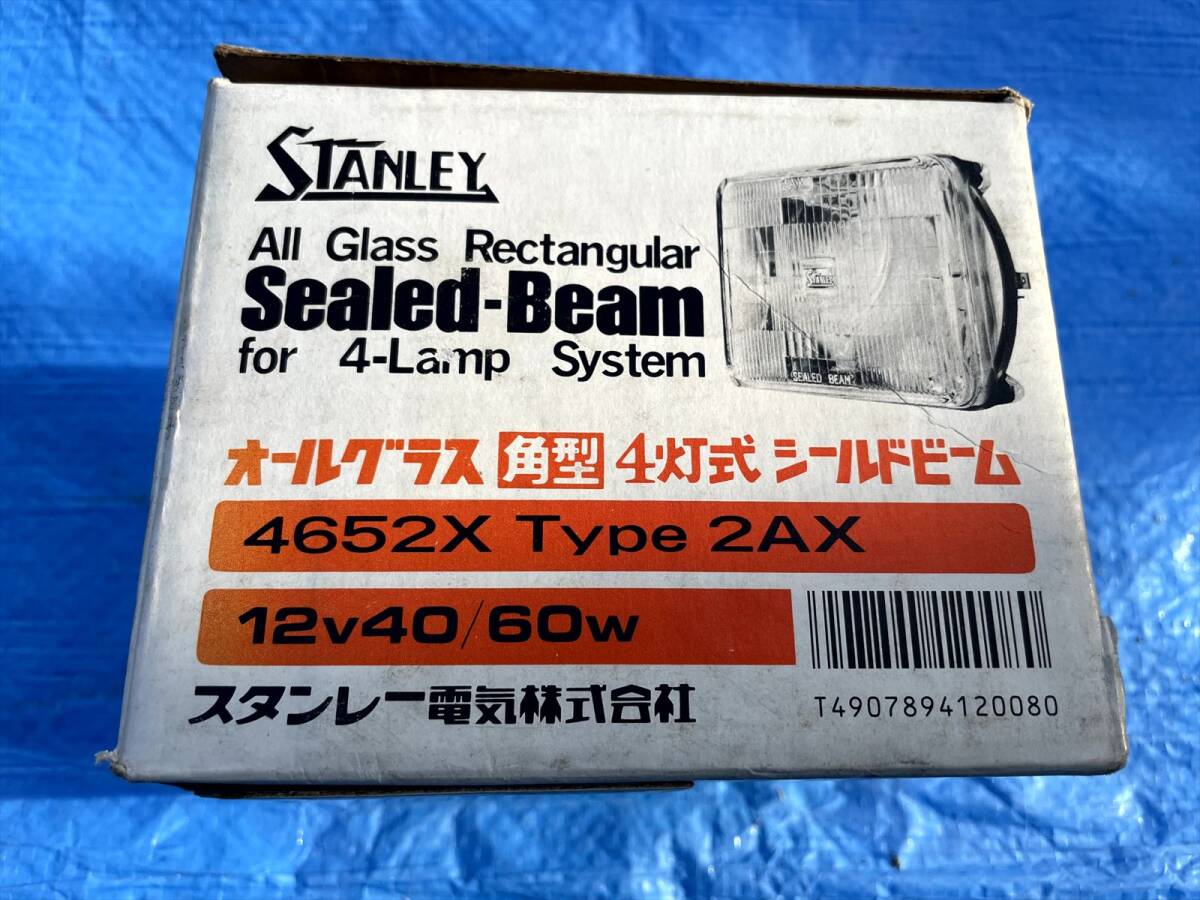 STANLEY
All Glass Rectangular
Sealed-Beam
for 4-Lamp System
STANLEY
SEALED BEAM
オールグラス 角型 4灯式 シールドビーム
4652X Type 2AX
12v40/60w
スタンレー電気株式会社
T4907894120080